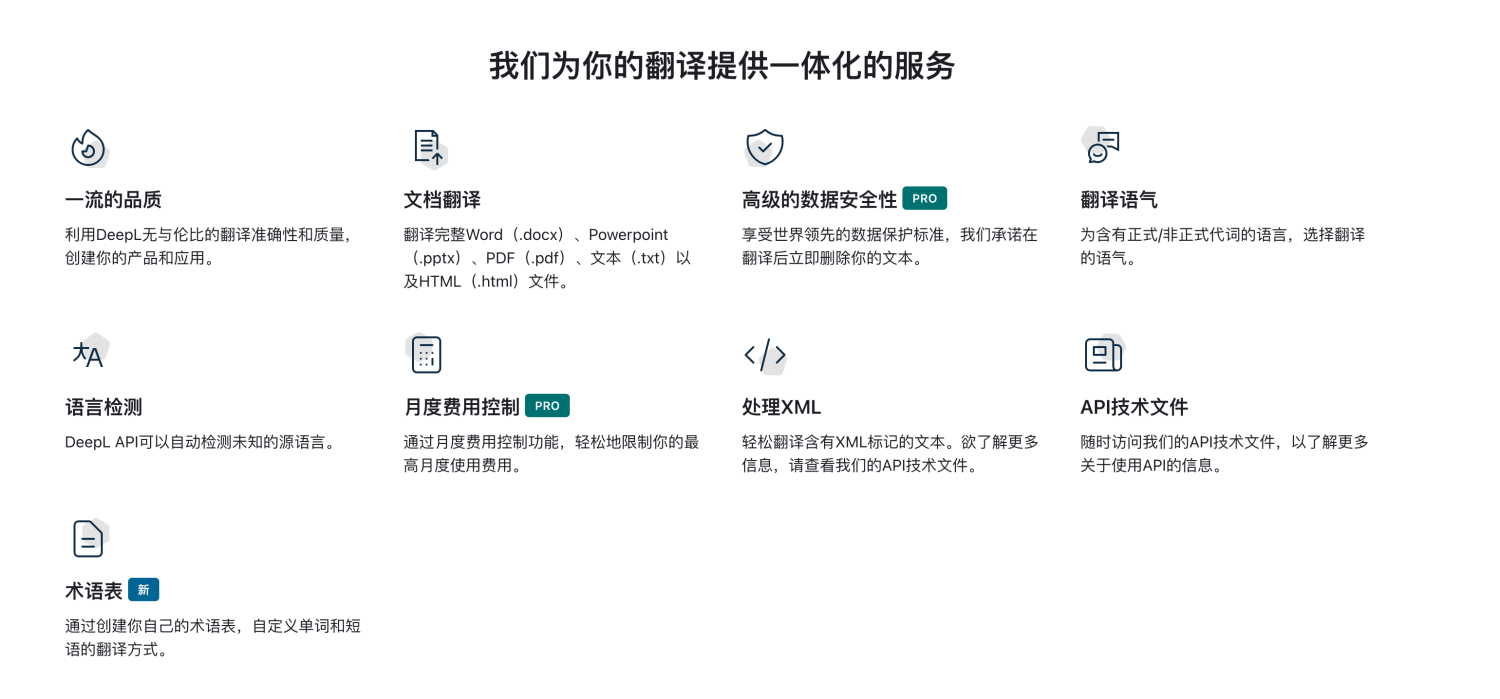 我们为你的翻译提供一体化的服务
一流的品质
利用DeepL无与伦比的翻译准确性和质量，
创建你的产品和应用。
文档翻译
翻译完整Word（.docx）、Powerpoint
（.pptx）、PDF（.pdf）、文本（.txt）以
及HTML（.html）文件。
高级的数据安全性 PRO
享受世界领先的数据保护标准，我们承诺在
翻译后立即删除你的文本。
翻译语气
为含有正式/非正式代词的语言，选择翻译
的语气。
大A
语言检测
DeepL API可以自动检测未知的源语言。
月度费用控制 PRO
通过月度费用控制功能，轻松地限制你的最
高月度使用费用。
</>
处理XML
轻松翻译含有XML标记的文本。欲了解更多
信息，请查看我们的API技术文件。
API技术文件
随时访问我们的API技术文件，以了解更多
关于使用API的信息。
术语表 新
通过创建你自己的术语表，自定义单词和短
语的翻译方式。